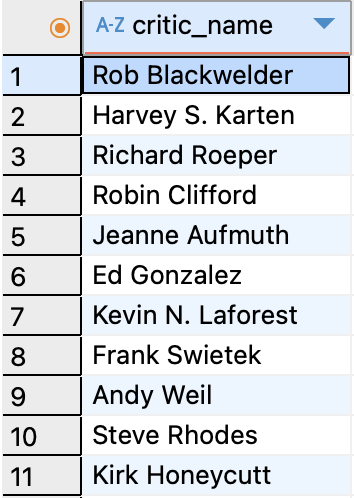 A-Z critic_name
1 Rob Blackwelder
2 Harvey S. Karten
3 Richard Roeper
4 Robin Clifford
5 Jeanne Aufmuth
6 Ed Gonzalez
7 Kevin N. Laforest
8 Frank Swietek
9 Andy Weil
10 Steve Rhodes
11 Kirk Honeycutt